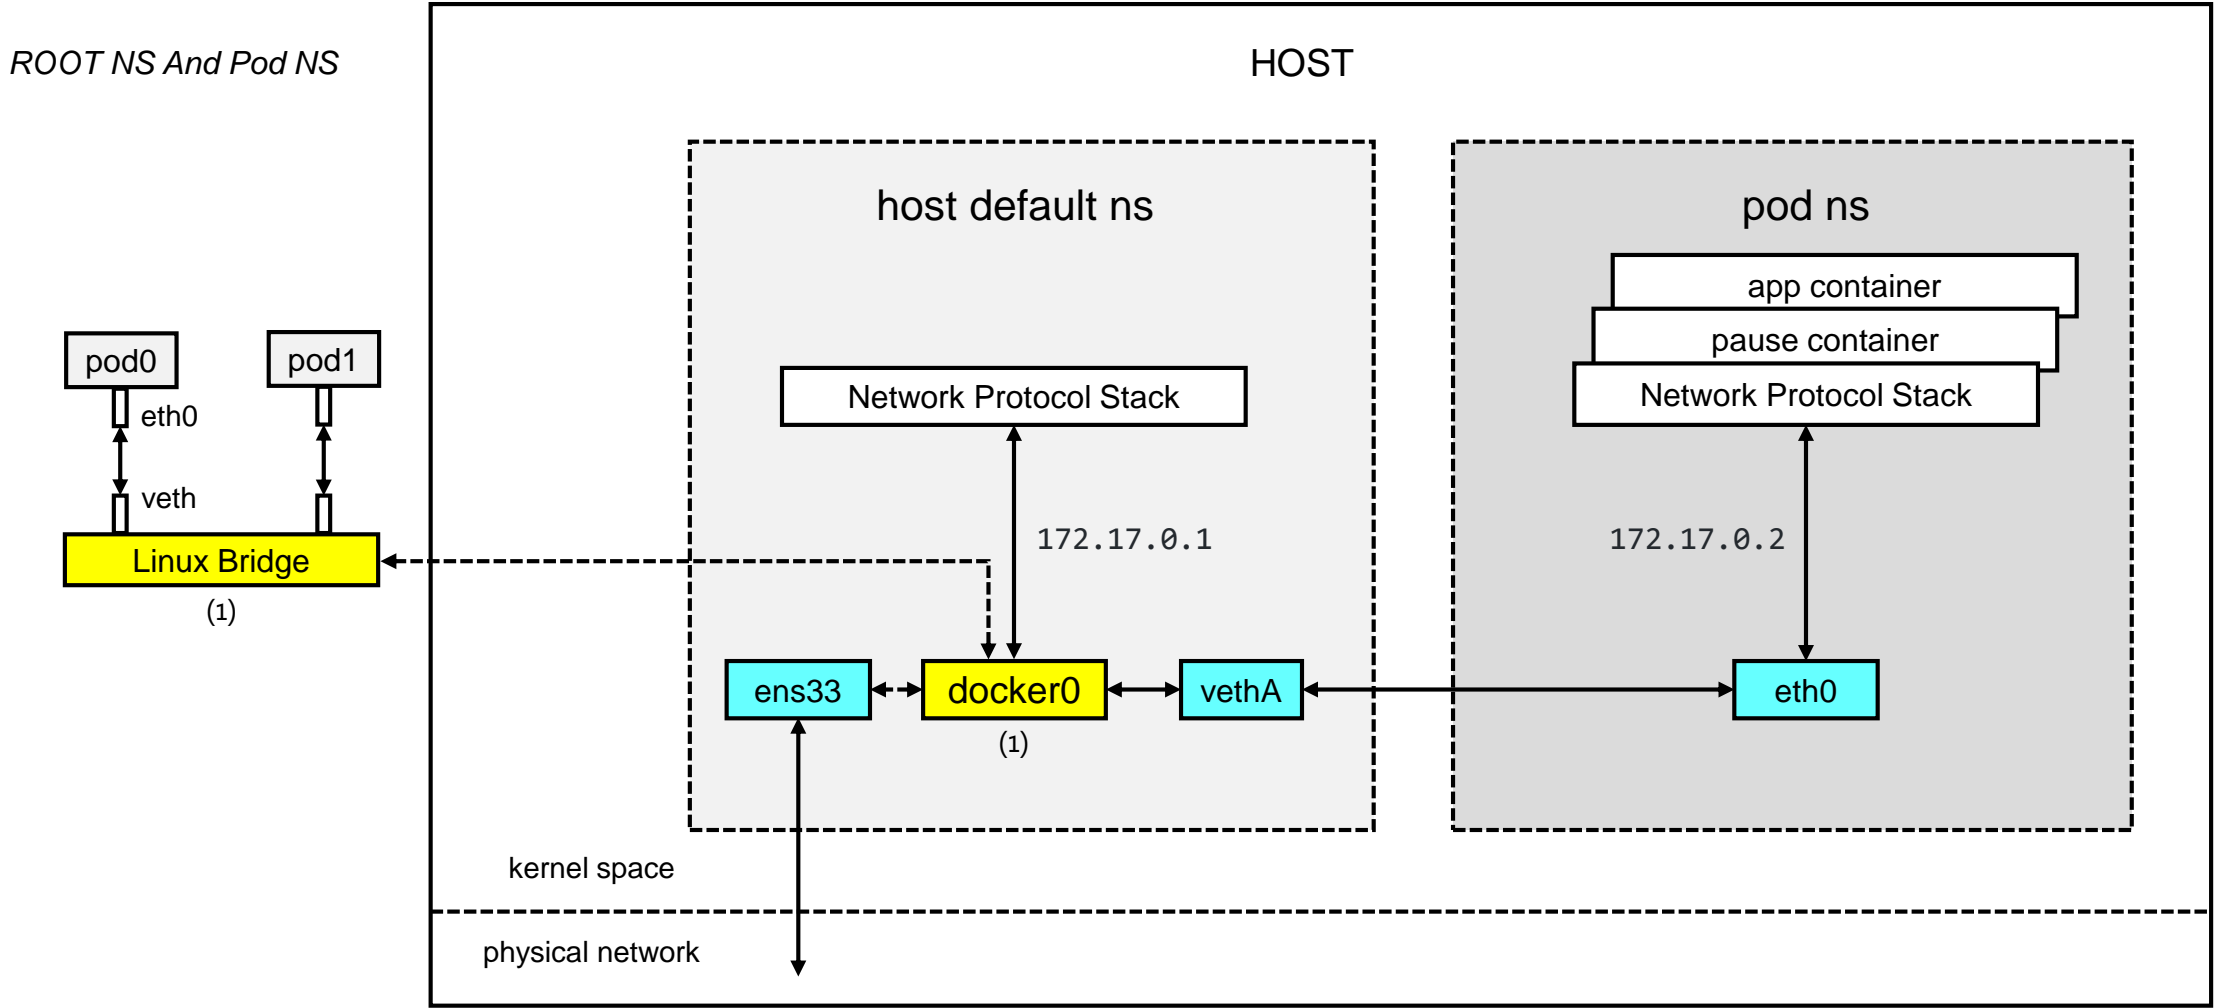 ROOT NS And Pod NS
HOST
host default ns
pod ns
app container
pause container
Network Protocol Stack
Network Protocol Stack
pod0
pod1
eth0
veth
Linux Bridge
(1)
172.17.0.1
172.17.0.2
ens33
docker0
vethA
eth0
(1)
kernel space
physical network